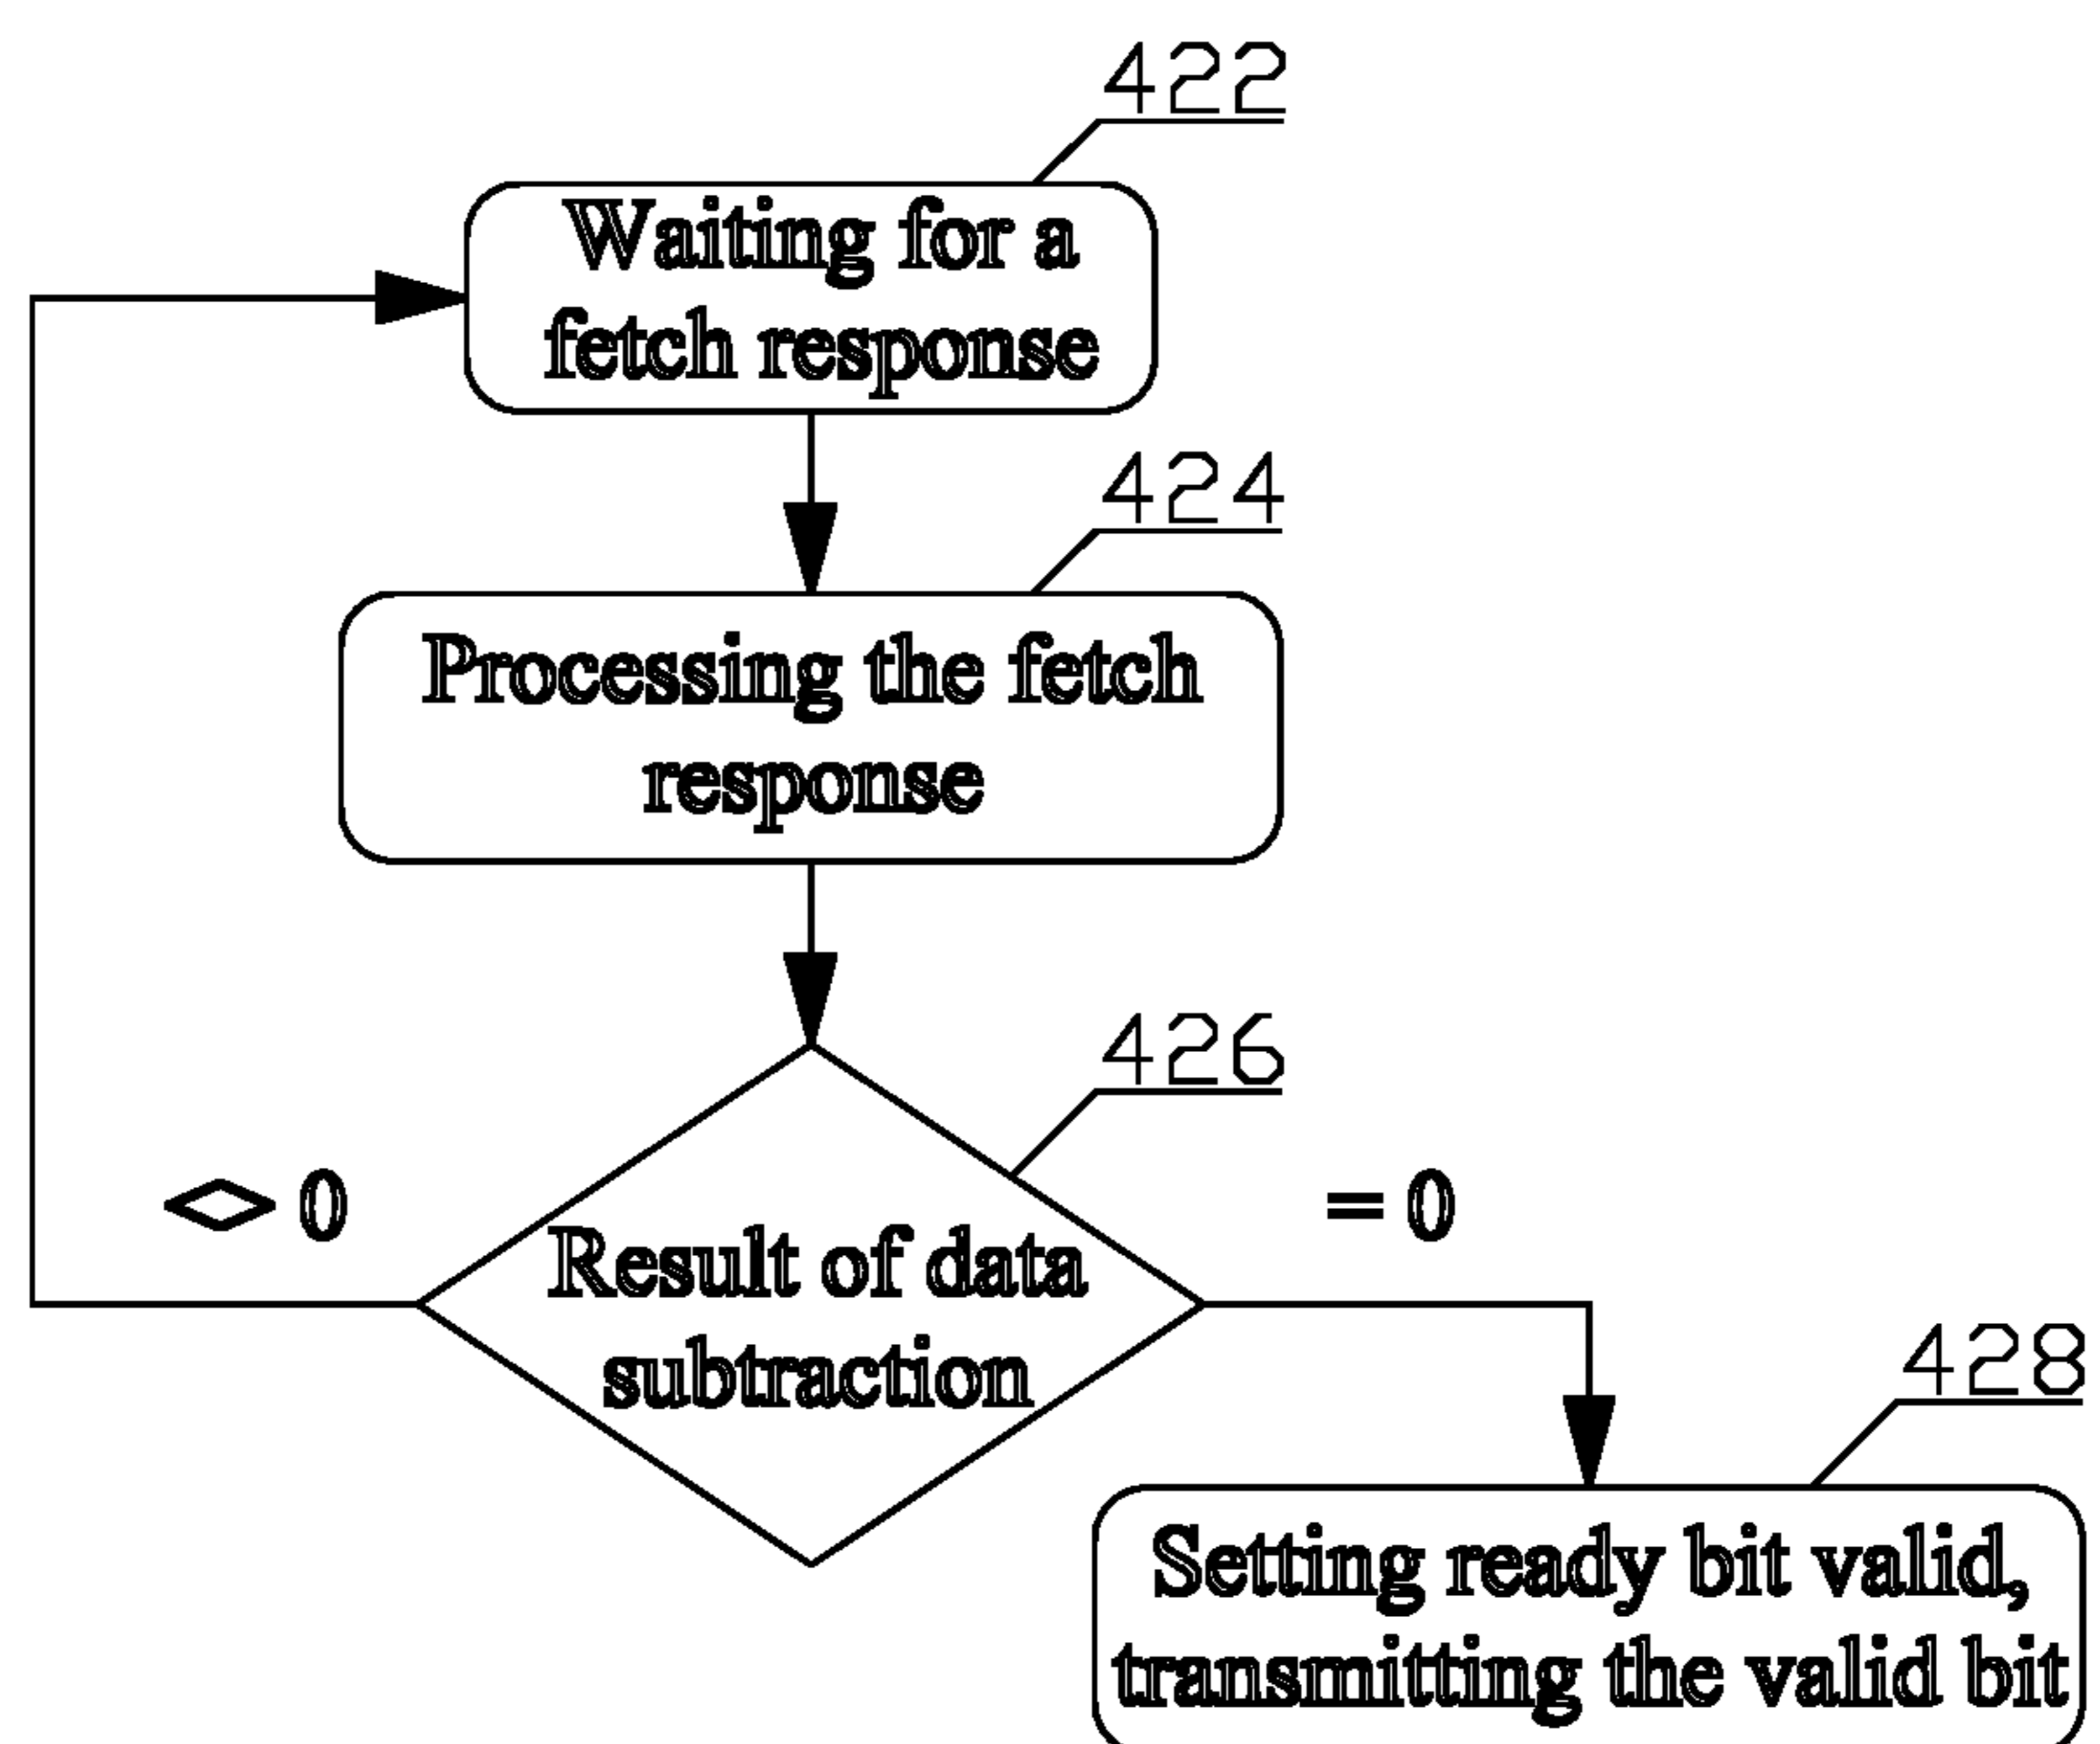 422
Waiting for a
fetch response
424
Processing the fetch
response
426
<> 0
= 0
Result of data
subtraction
428
Setting ready bit valid,
transmitting the valid bit